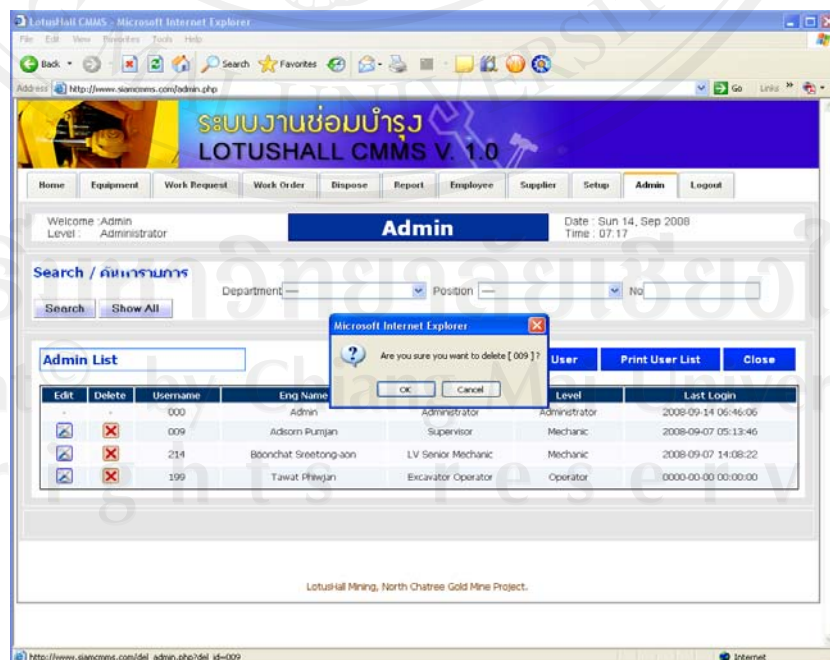 LotusHall CMMS - Microsoft Internet Explorer
File Edit View Favorites Tools Help
Back Search Favorites
Address http://www.siamcmms.com/admin.php Go Links
ระบบงานซ่อมบำรุง
LOTUSHALL CMMS V. 1.0
Home Equipment Work Request Work Order Dispose Report Employee Supplier Setup Admin Logout
Welcome :Admin
Level : Administrator
Admin
Date : Sun 14, Sep 2008
Time : 07:17
Search / ค้นหารายการ
Department --- Position --- No
Search Show All
Microsoft Internet Explorer
Are you sure you want to delete [ 009 ] ?
OK Cancel
Admin List User Print User List Close
Edit Delete Username Eng Name Level Last Login
- - 000 Admin Administrator Administrator 2008-09-14 06:46:06
009 Adisorn Pumjan Supervisor Mechanic 2008-09-07 05:13:46
214 Boonchat Sreetong-aon LV Senior Mechanic Mechanic 2008-09-07 14:08:22
199 Tawat Phiwjan Excavator Operator Operator 0000-00-00 00:00:00
LotusHall Mining, North Chatree Gold Mine Project.
http://www.siamcmms.com/del_admin.php?del_id=009 Internet